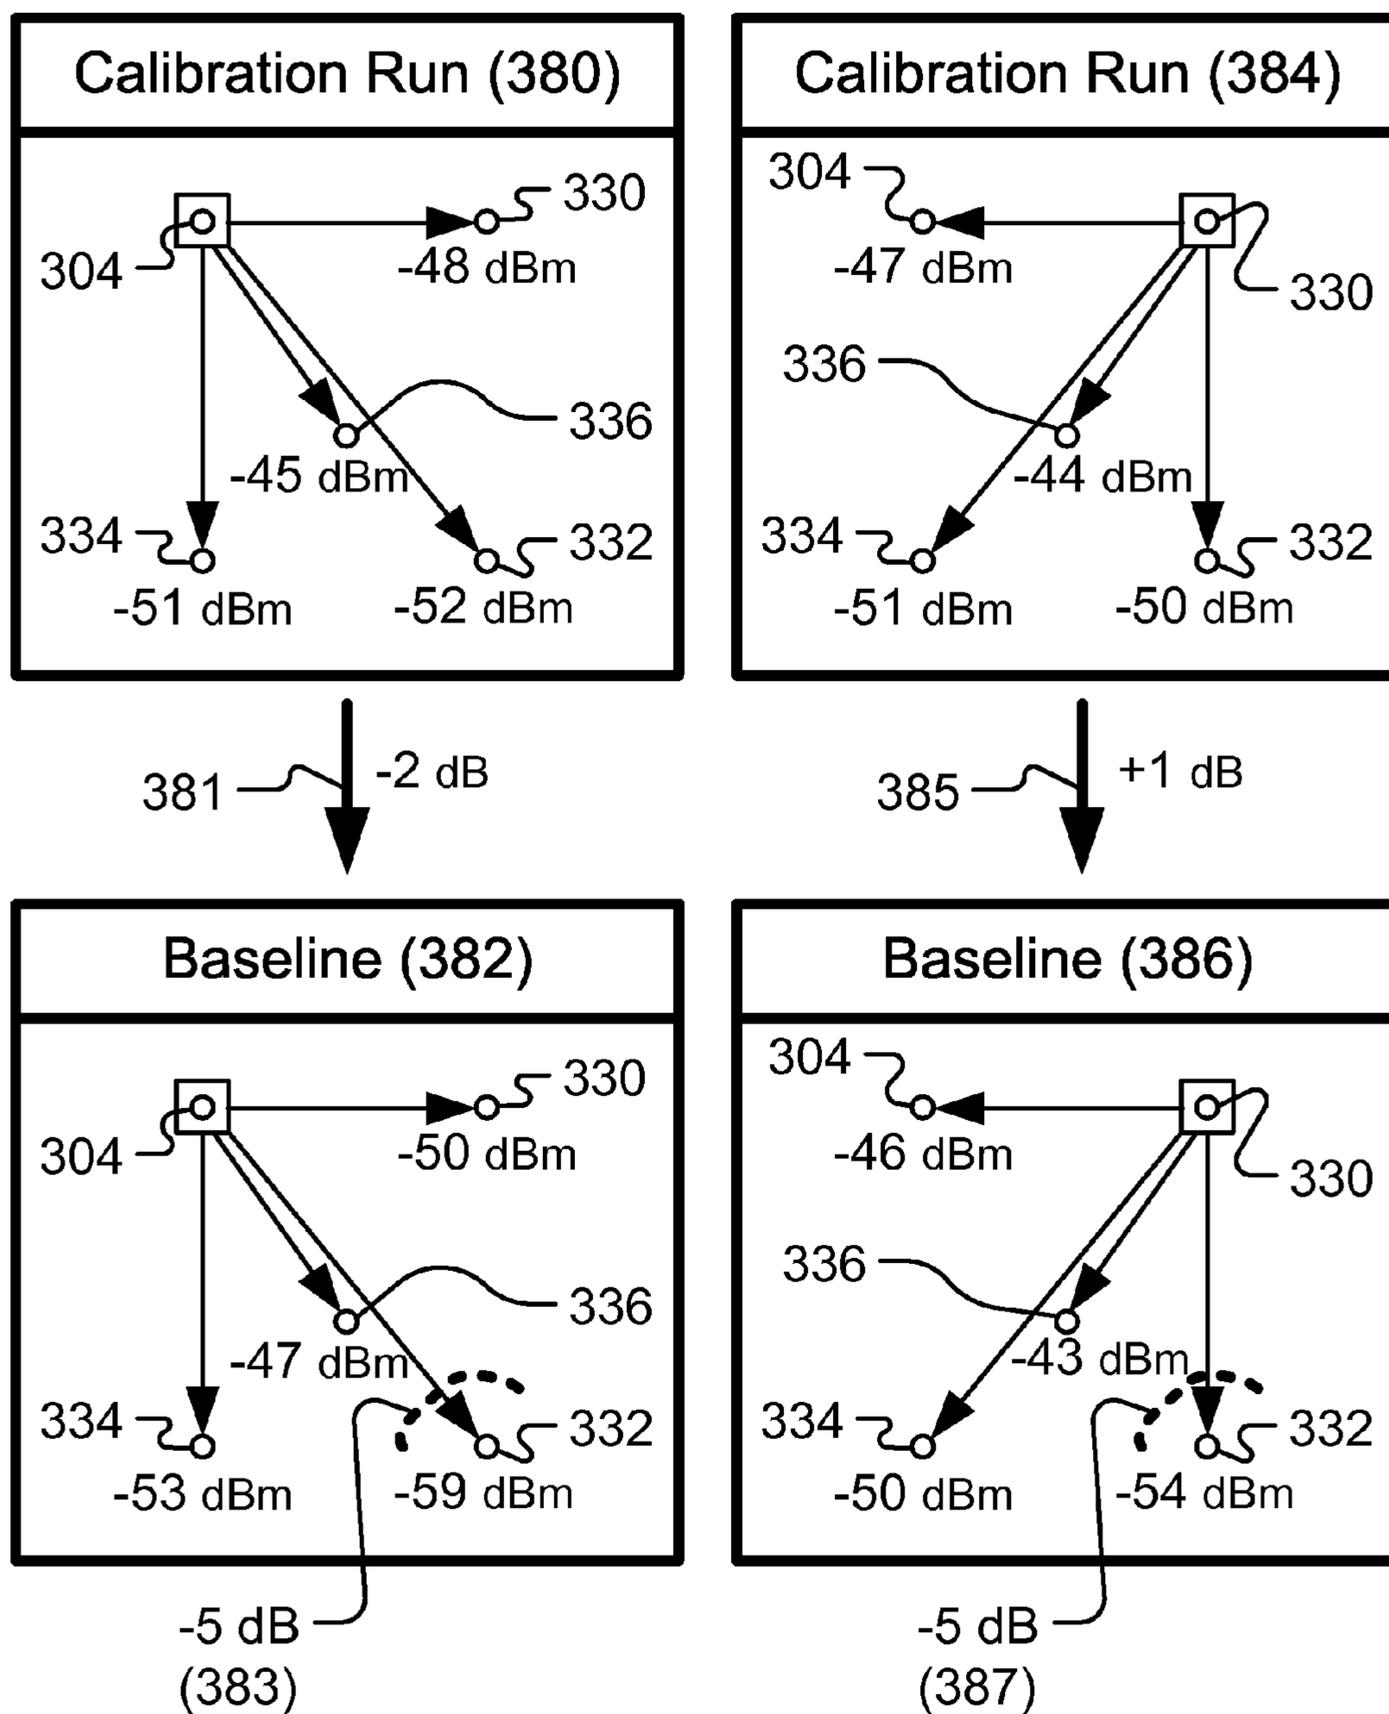 Calibration Run (380)
304
330
-48 dBm
336
-45 dBm
334
-51 dBm
332
-52 dBm
Calibration Run (384)
304
-47 dBm
330
336
-44 dBm
334
-51 dBm
332
-50 dBm
381
-2 dB
385
+1 dB
Baseline (382)
304
330
-50 dBm
336
-47 dBm
334
-53 dBm
332
-59 dBm
-5 dB
(383)
Baseline (386)
304
-46 dBm
330
336
-43 dBm
334
-50 dBm
332
-54 dBm
-5 dB
(387)